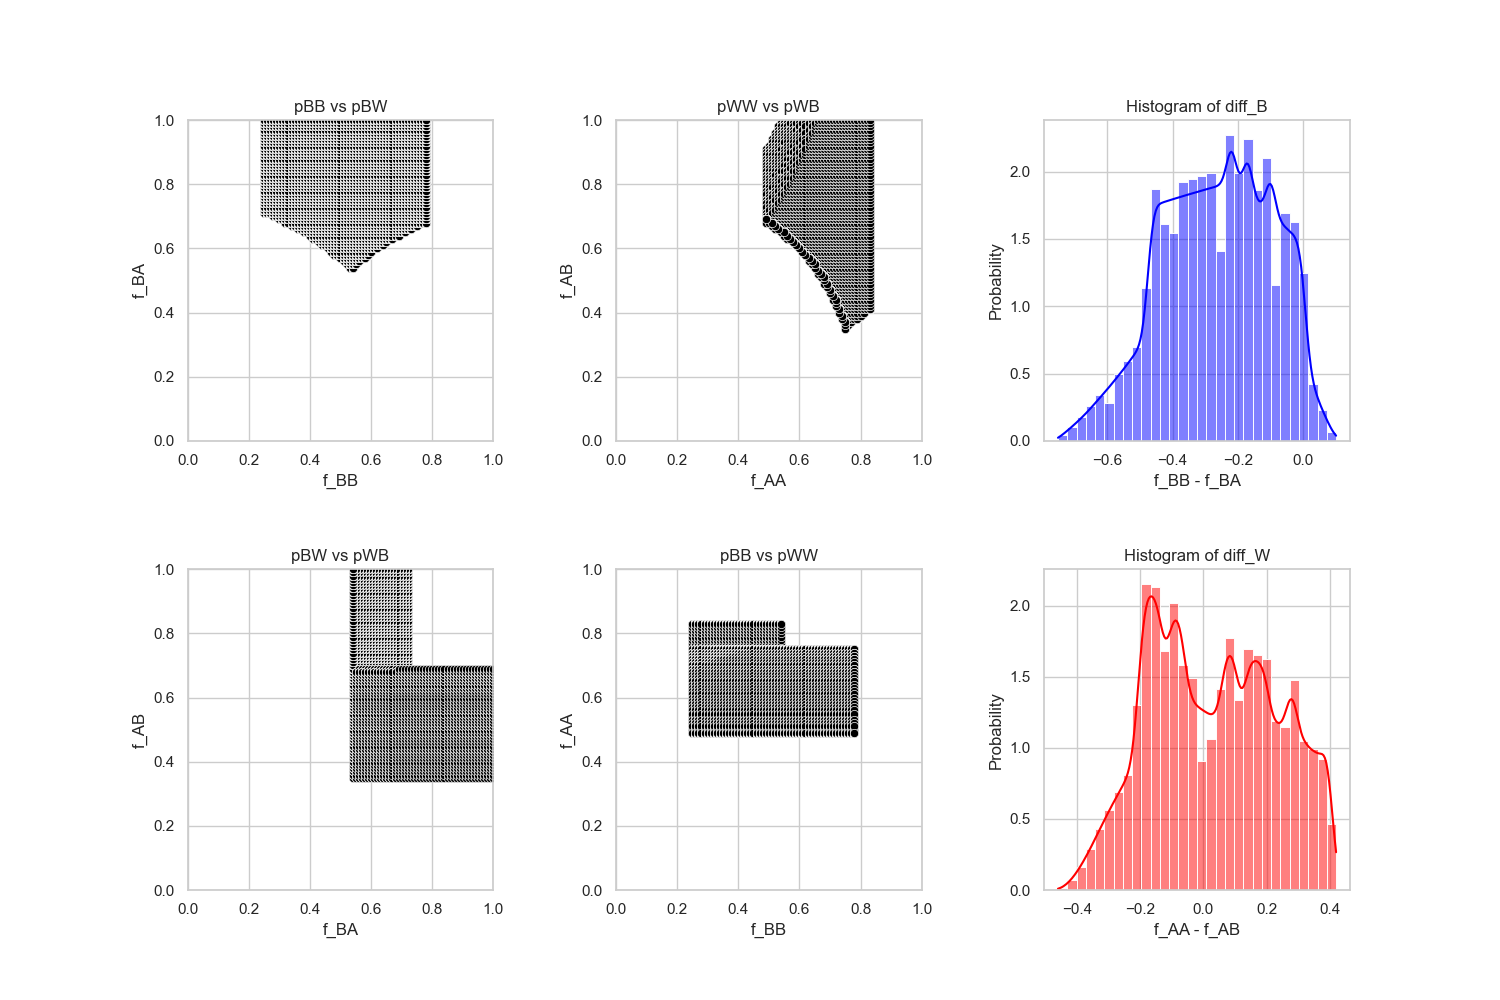 pBB vs pBW
1.0
0.8
0.6
0.4
0.2
0.0
f_BA
0.0 0.2 0.4 0.6 0.8 1.0
f_BB
pWW vs pWB
1.0
0.8
0.6
0.4
0.2
0.0
f_AB
0.0 0.2 0.4 0.6 0.8 1.0
f_AA
Histogram of diff_B
2.0
1.5
1.0
0.5
0.0
Probability
−0.6 −0.4 −0.2 0.0
f_BB - f_BA
pBW vs pWB
1.0
0.8
0.6
0.4
0.2
0.0
f_AB
0.0 0.2 0.4 0.6 0.8 1.0
f_BA
pBB vs pWW
1.0
0.8
0.6
0.4
0.2
0.0
f_AA
0.0 0.2 0.4 0.6 0.8 1.0
f_BB
Histogram of diff_W
2.0
1.5
1.0
0.5
0.0
Probability
−0.4 −0.2 0.0 0.2 0.4
f_AA - f_AB